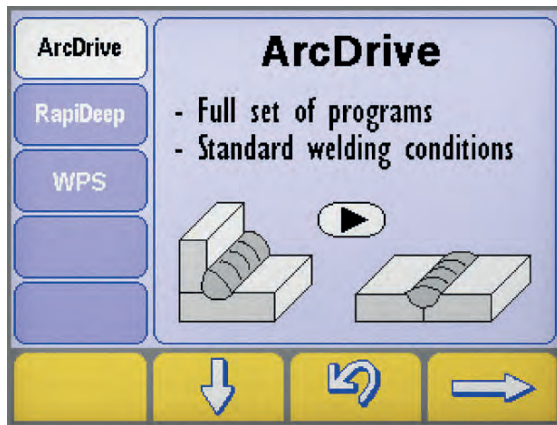 ArcDrive
RapiDeep
WPS
ArcDrive
- Full set of programs
- Standard welding conditions